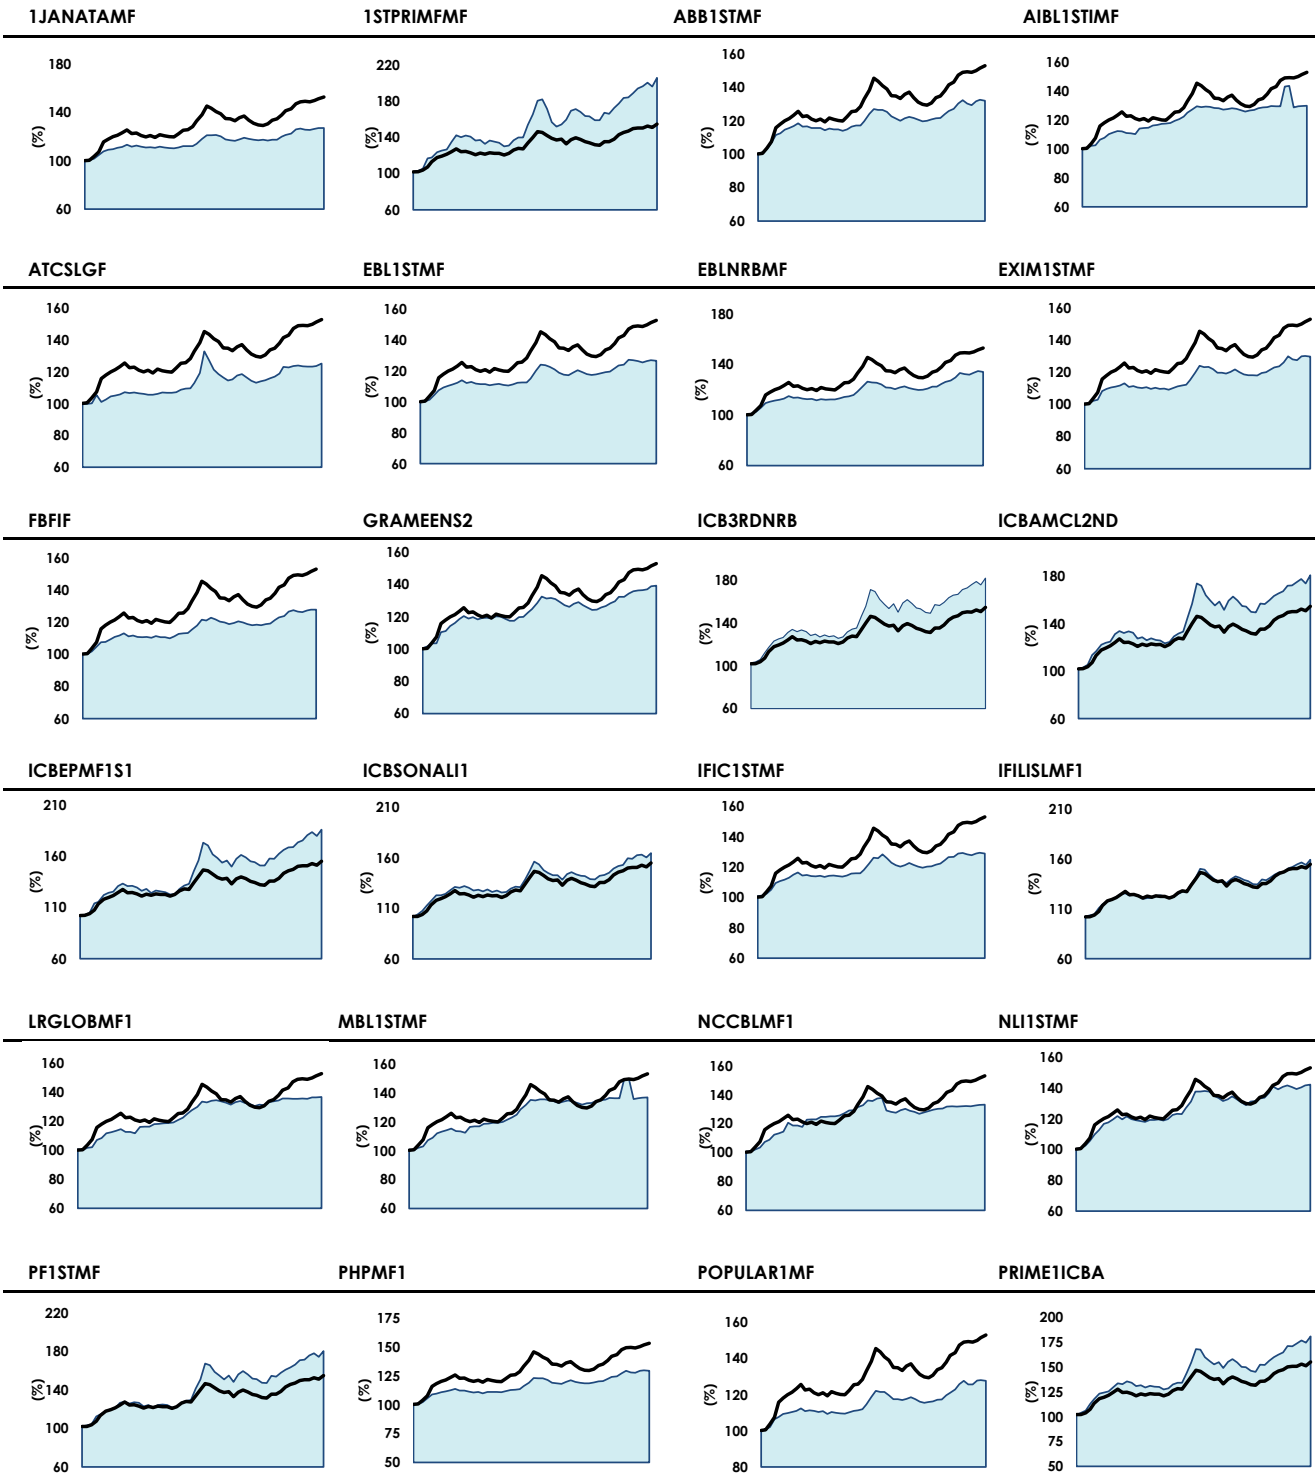 1JANATAMF 1STPRIMFMF ABB1STMF AIBL1STIMF
180 220 160 160
140 180 140 140
100 140 120 120
60 100 100 100
60 80 80
60 60
(%) (%) (%) (%)
ATCSLGF EBL1STMF EBLNRBMF EXIM1STMF
160 160 180 160
140 140 140 140
120 120 100 120
100 100 60 100
80 80 80
60 60 60
(%) (%) (%) (%)
FBFIF GRAMEENS2 ICB3RDNRB ICBAMCL2ND
160 160 180 180
140 140 140 140
120 120 100 100
100 100 60 60
80 80
60 60
(%) (%) (%) (%)
ICBEPMF1S1 ICBSONALI1 IFIC1STMF IFILISLMF1
210 210 160 210
160 160 140 160
110 110 120 110
60 60 100 60
80
60
(%) (%) (%) (%)
LRGLOBMF1 MBL1STMF NCCBLMF1 NLI1STMF
160 160 160 160
140 140 140 140
120 120 120 120
100 100 100 100
80 80 80 80
60 60 60 60
(%) (%) (%) (%)
PF1STMF PHPMF1 POPULAR1MF PRIME1ICBA
220 175 160 200
180 150 140 175
140 125 120 150
100 100 100 125
60 75 80 100
50 75
50
(%) (%) (%) (%)